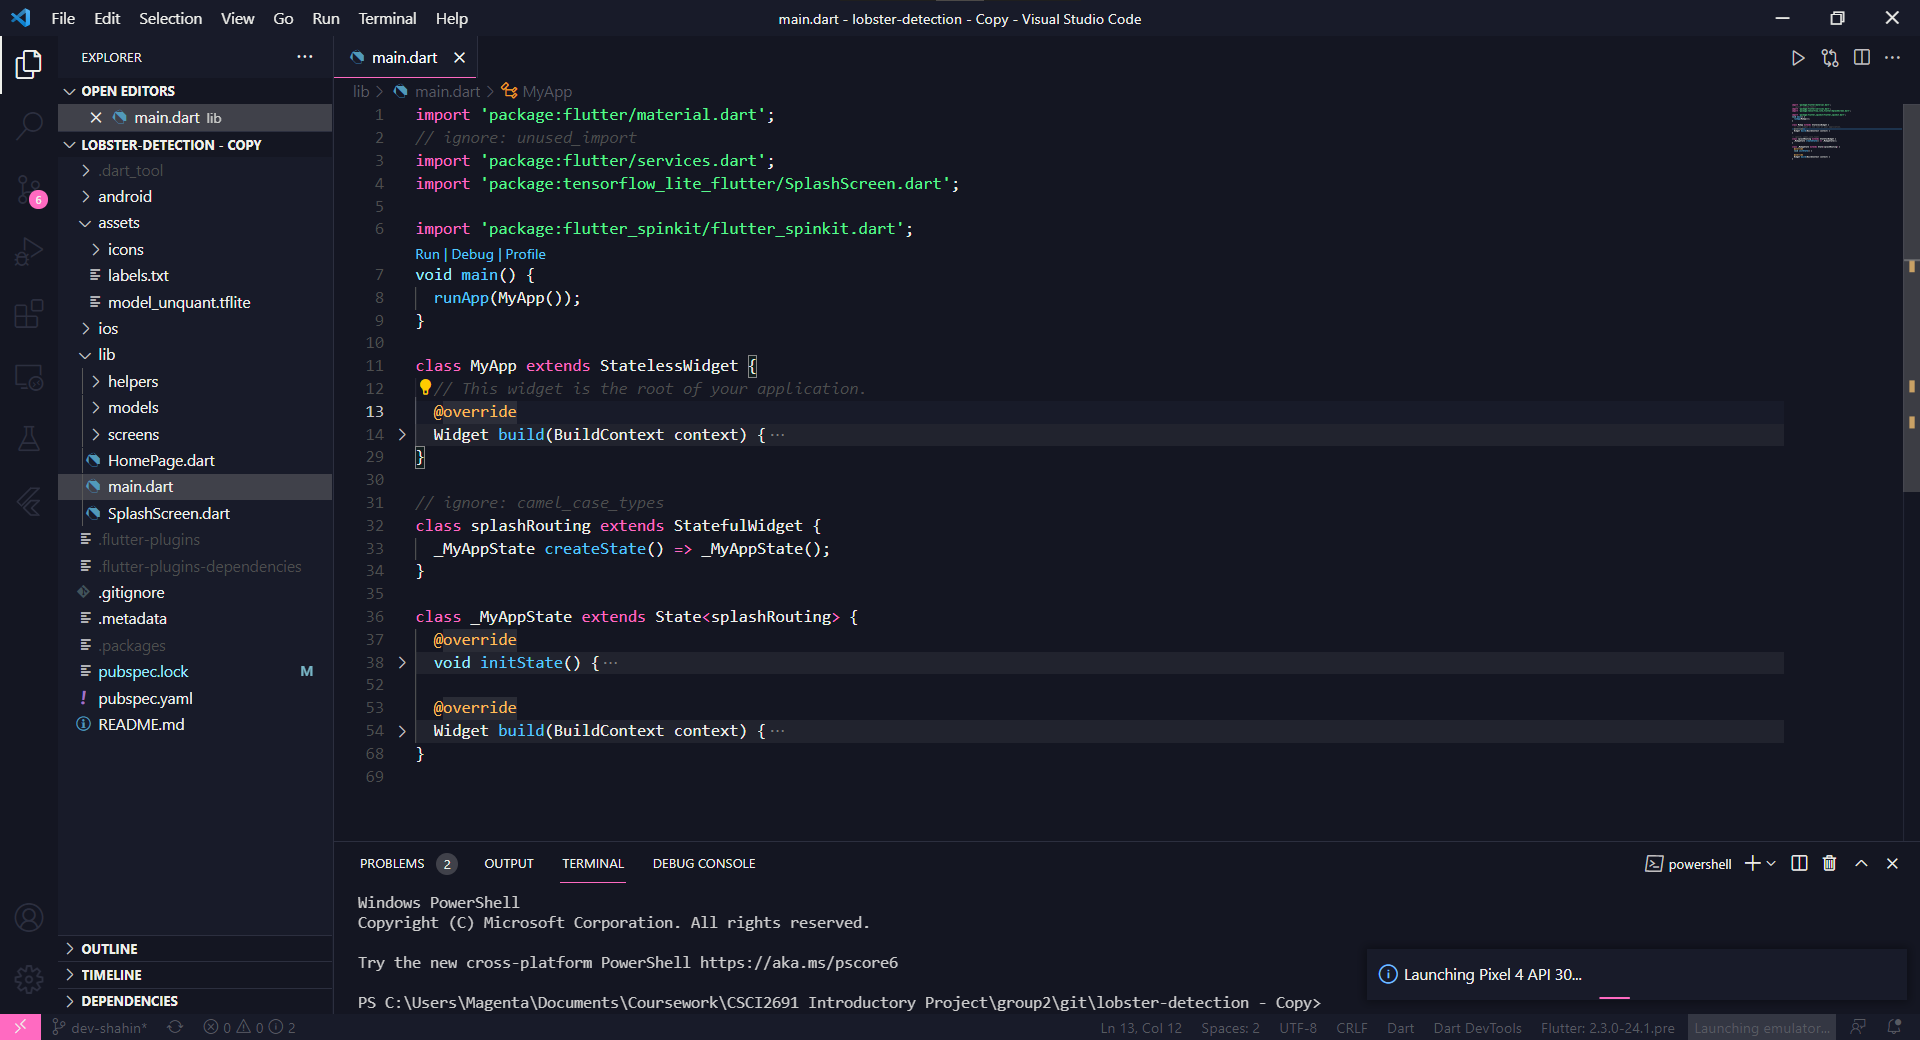 File Edit Selection View Go Run Terminal Help
main.dart - lobster-detection - Copy - Visual Studio Code
EXPLORER
OPEN EDITORS
main.dart lib
LOBSTER-DETECTION - COPY
.dart_tool
android
assets
icons
labels.txt
model_unquant.tflite
ios
lib
helpers
models
screens
HomePage.dart
main.dart
SplashScreen.dart
.flutter-plugins
.flutter-plugins-dependencies
.gitignore
.metadata
.packages
pubspec.lock M
pubspec.yaml
README.md
OUTLINE
TIMELINE
DEPENDENCIES
6
main.dart
lib > main.dart > MyApp
1 import 'package:flutter/material.dart';
2 // ignore: unused_import
3 import 'package:flutter/services.dart';
4 import 'package:tensorflow_lite_flutter/SplashScreen.dart';
5
6 import 'package:flutter_spinkit/flutter_spinkit.dart';
Run | Debug | Profile
7 void main() {
8 runApp(MyApp());
9 }
10
11 class MyApp extends StatelessWidget {
12 // This widget is the root of your application.
13 @override
14 Widget build(BuildContext context) { ···
29 }
30
31 // ignore: camel_case_types
32 class splashRouting extends StatefulWidget {
33 _MyAppState createState() => _MyAppState();
34 }
35
36 class _MyAppState extends State<splashRouting> {
37 @override
38 void initState() { ···
52
53 @override
54 Widget build(BuildContext context) { ···
68 }
69
PROBLEMS 2 OUTPUT TERMINAL DEBUG CONSOLE
powershell
Windows PowerShell
Copyright (C) Microsoft Corporation. All rights reserved.
Try the new cross-platform PowerShell https://aka.ms/pscore6
PS C:\Users\Magenta\Documents\Coursework\CSCI2691 Introductory Project\group2\git\lobster-detection - Copy>
Launching Pixel 4 API 30...
dev-shahin* 0 0 2
Ln 13, Col 12 Spaces: 2 UTF-8 CRLF Dart Dart DevTools Flutter: 2.3.0-24.1.pre Launching emulator...